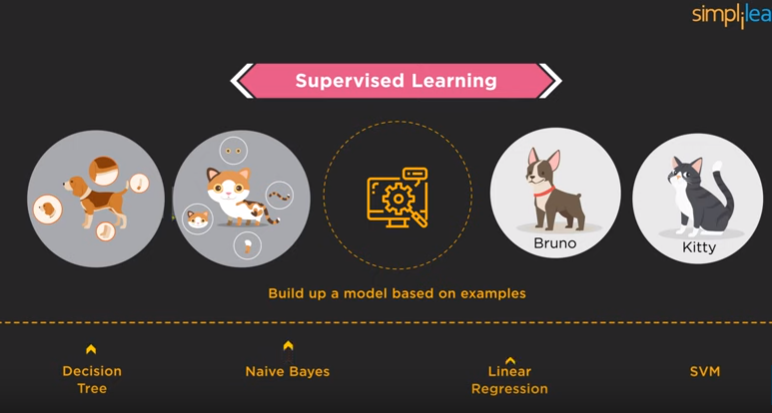 simplilea
Supervised Learning
Bruno
Kitty
Build up a model based on examples
Decision
Tree
Naive Bayes
Linear
Regression
SVM